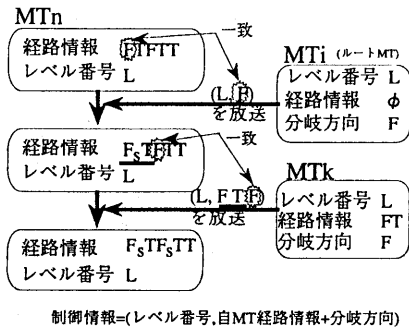 MTn
一致
経路情報 FTFTT
レベル番号 L
MTi (ルートMT)
レベル番号 L
経路情報 φ
分岐方向 F
(L, F)
を放送
一致
経路情報 FsTFTT
レベル番号 L
MTk
レベル番号 L
経路情報 FT
分岐方向 F
(L, F T F)
を放送
経路情報 FsTFsTT
レベル番号 L
制御情報=(レベル番号,自MT経路情報+分岐方向)